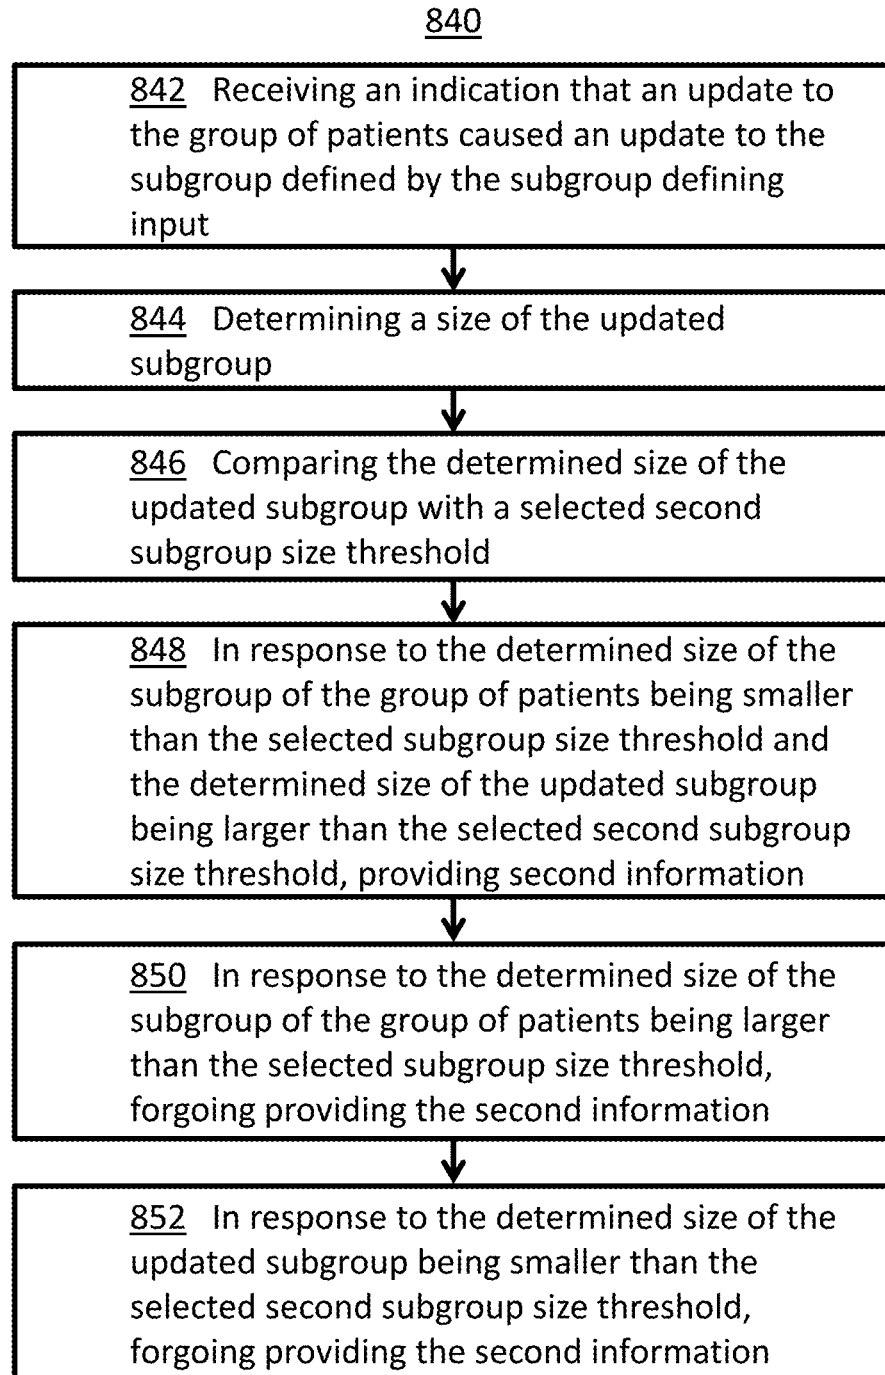 840
842 Receiving an indication that an update to
the group of patients caused an update to the
subgroup defined by the subgroup defining
input
844 Determining a size of the updated
subgroup
846 Comparing the determined size of the
updated subgroup with a selected second
subgroup size threshold
848 In response to the determined size of the
subgroup of the group of patients being smaller
than the selected subgroup size threshold and
the determined size of the updated subgroup
being larger than the selected second subgroup
size threshold, providing second information
850 In response to the determined size of the
subgroup of the group of patients being larger
than the selected subgroup size threshold,
forgoing providing the second information
852 In response to the determined size of the
updated subgroup being smaller than the
selected second subgroup size threshold,
forgoing providing the second information